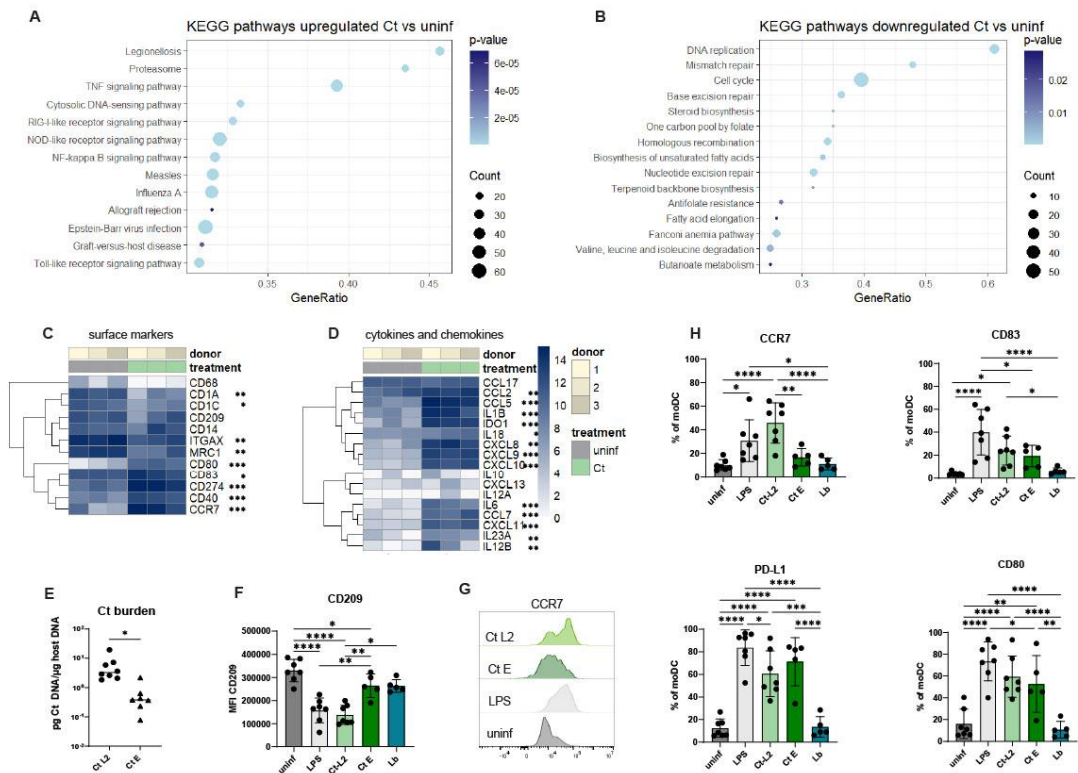 A
KEGG pathways upregulated Ct vs uninf
Legionellosis
Proteasome
TNF signaling pathway
Cytosolic DNA-sensing pathway
RIG-I-like receptor signaling pathway
NOD-like receptor signaling pathway
NF-kappa B signaling pathway
Measles
Influenza A
Allograft rejection
Epstein-Barr virus infection
Graft-versus-host disease
Toll-like receptor signaling pathway
0.35
0.40
0.45
GeneRatio
p-value
6e-05
4e-05
2e-05
Count
20
30
40
50
60
B
KEGG pathways downregulated Ct vs uninf
DNA replication
Mismatch repair
Cell cycle
Base excision repair
Steroid biosynthesis
One carbon pool by folate
Homologous recombination
Biosynthesis of unsaturated fatty acids
Nucleotide excision repair
Terpenoid backbone biosynthesis
Antifolate resistance
Fatty acid elongation
Fanconi anemia pathway
Valine, leucine and isoleucine degradation
Butanoate metabolism
0.3
0.4
0.5
0.6
GeneRatio
p-value
0.02
0.01
Count
10
20
30
40
50
C
surface markers
donor
treatment
CD68
CD1A **
CD1C *
CD209
CD14
ITGAX **
MRC1 **
CD80 ***
CD83 *
CD274 ***
CD40 ***
CCR7 ***
D
cytokines and chemokines
donor
treatment
CCL17
CCL2 **
CCL5 ***
IL1B ***
IDO1 ***
IL18 *
CXCL8 **
CXCL9 ***
CXCL10 ***
IL10
CXCL13
IL12A
IL6 ***
CCL7 ***
CXCL11 ***
IL23A **
IL12B **
14
12
10
8
6
4
2
0
donor
1
2
3
treatment
uninf
Ct
E
Ct burden
*
pg Ct DNA/µg host DNA
10²
10¹
10⁰
10⁻¹
10⁻²
Ct L2
Ct E
F
CD209
*
**** *
**** **
**
MFI CD209
500000
400000
300000
200000
100000
0
uninf
LPS
Ct-L2
Ct E
Lb
G
CCR7
Ct L2
Ct E
LPS
uninf
H
CCR7
*
**** ****
* **
% of moDC
100
80
60
40
20
0
uninf
LPS
Ct-L2
Ct E
Lb
CD83
****
* *
**** *
% of moDC
100
80
60
40
20
0
uninf
LPS
Ct-L2
Ct E
Lb
PD-L1
****
****
**** ***
**** * ****
% of moDC
100
80
60
40
20
0
uninf
LPS
Ct-L2
Ct E
Lb
CD80
****
**
**** ****
**** * **
% of moDC
100
80
60
40
20
0
uninf
LPS
Ct-L2
Ct E
Lb